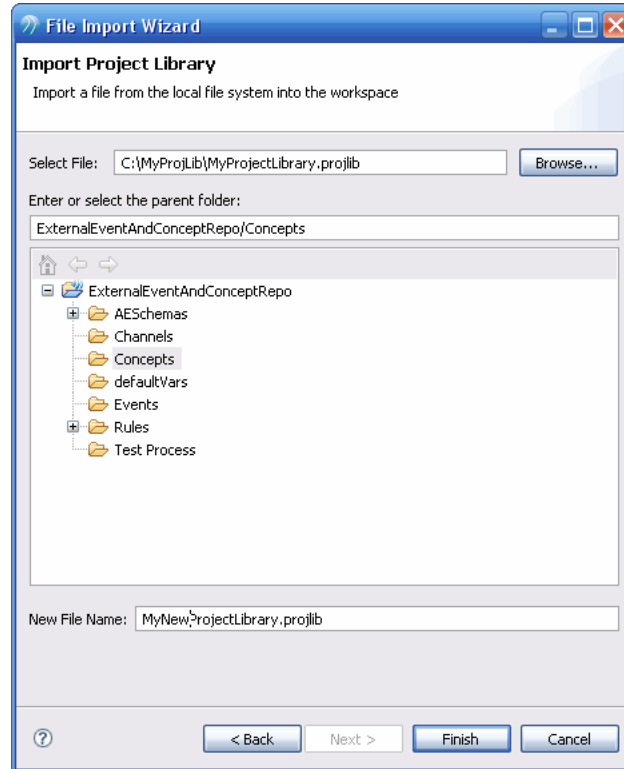 File Import Wizard
Import Project Library
Import a file from the local file system into the workspace
Select File: C:\MyProjLib\MyProjectLibrary.projlib Browse...
Enter or select the parent folder:
ExternalEventAndConceptRepo/Concepts
ExternalEventAndConceptRepo
AESchemas
Channels
Concepts
defaultVars
Events
Rules
Test Process
New File Name: MyNewProjectLibrary.projlib
? < Back Next > Finish Cancel